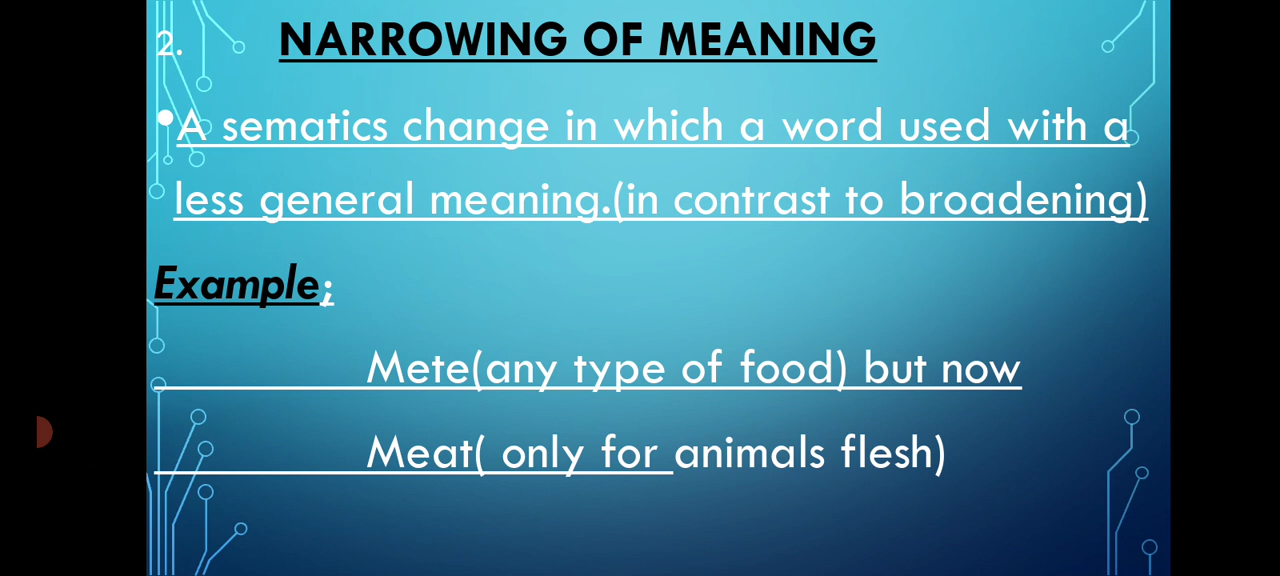 2. NARROWING OF MEANING
•A sematics change in which a word used with a
less general meaning.(in contrast to broadening)
Example;
Mete(any type of food) but now
Meat( only for animals flesh)